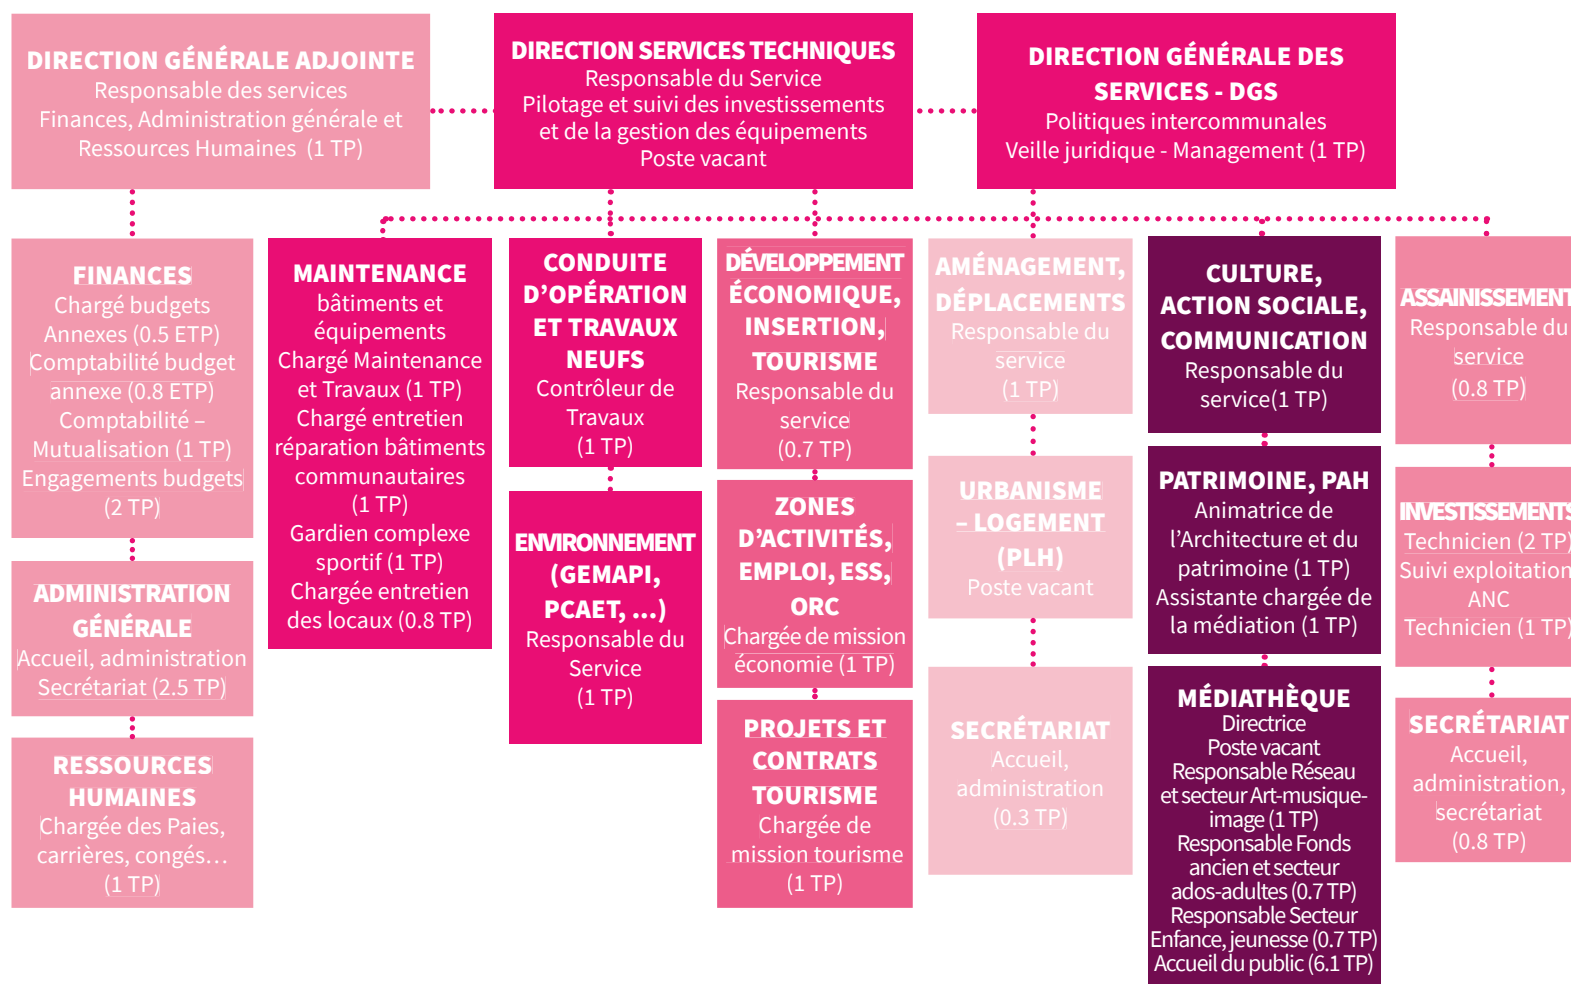 DIRECTION GÉNÉRALE ADJOINTE
Responsable des services
Finances, Administration générale et
Ressources Humaines (1 TP)
DIRECTION SERVICES TECHNIQUES
Responsable du Service
Pilotage et suivi des investissements
et de la gestion des équipements
Poste vacant
DIRECTION GÉNÉRALE DES
SERVICES - DGS
Politiques intercommunales
Veille juridique - Management (1 TP)
FINANCES
Chargé budgets
Annexes (0.5 ETP)
Comptabilité budget
annexe (0.8 ETP)
Comptabilité –
Mutualisation (1 TP)
Engagements budgets
(2 TP)
ADMINISTRATION
GÉNÉRALE
Accueil, administration
Secrétariat (2.5 TP)
RESSOURCES
HUMAINES
Chargée des Paies,
carrières, congés…
(1 TP)
MAINTENANCE
bâtiments et
équipements
Chargé Maintenance
et Travaux (1 TP)
Chargé entretien
réparation bâtiments
communautaires
(1 TP)
Gardien complexe
sportif (1 TP)
Chargée entretien
des locaux (0.8 TP)
CONDUITE
D’OPÉRATION
ET TRAVAUX
NEUFS
Contrôleur de
Travaux
(1 TP)
ENVIRONNEMENT
(GEMAPI,
PCAET, ...)
Responsable du
Service
(1 TP)
DÉVELOPPEMENT
ÉCONOMIQUE,
INSERTION,
TOURISME
Responsable du
service
(0.7 TP)
ZONES
D’ACTIVITÉS,
EMPLOI, ESS,
ORC
Chargée de mission
économie (1 TP)
PROJETS ET
CONTRATS
TOURISME
Chargée de
mission tourisme
(1 TP)
AMÉNAGEMENT,
DÉPLACEMENTS
Responsable du
service
(1 TP)
URBANISME
– LOGEMENT
(PLH)
Poste vacant
SECRÉTARIAT
Accueil,
administration
(0.3 TP)
CULTURE,
ACTION SOCIALE,
COMMUNICATION
Responsable du
service(1 TP)
PATRIMOINE, PAH
Animatrice de
l’Architecture et du
patrimoine (1 TP)
Assistante chargée de
la médiation (1 TP)
MÉDIATHÈQUE
Directrice
Poste vacant
Responsable Réseau
et secteur Art-musique-
image (1 TP)
Responsable Fonds
ancien et secteur
ados-adultes (0.7 TP)
Responsable Secteur
Enfance, jeunesse (0.7 TP)
Accueil du public (6.1 TP)
ASSAINISSEMENT
Responsable du
service
(0.8 TP)
INVESTISSEMENTS
Technicien (2 TP)
Suivi exploitation
ANC
Technicien (1 TP)
SECRÉTARIAT
Accueil,
administration,
secrétariat
(0.8 TP)